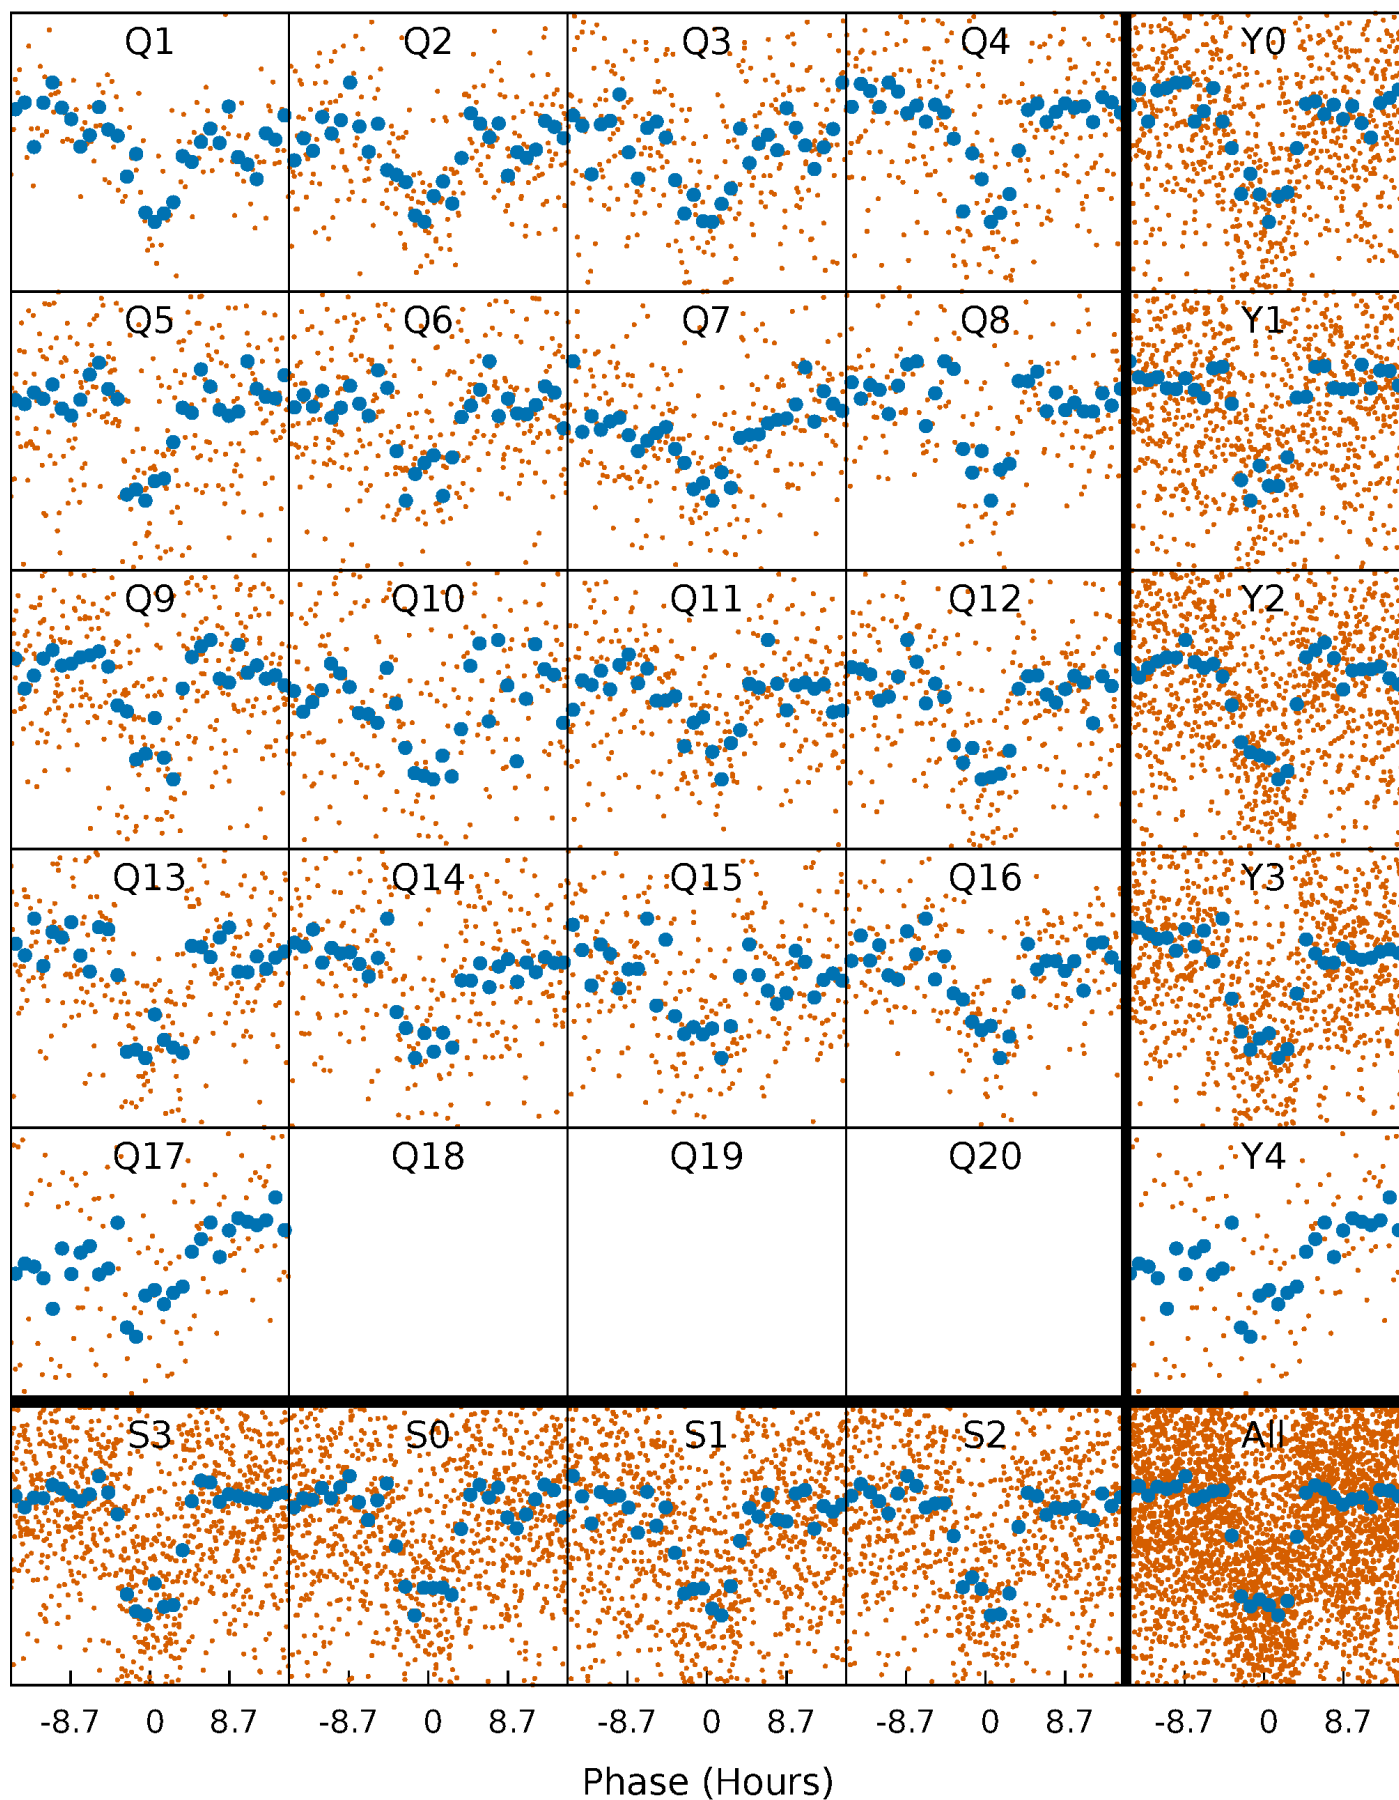 Q1 Q2 Q3 Q4 Y0
Q5 Q6 Q7 Q8 Y1
Q9 Q10 Q11 Q12 Y2
Q13 Q14 Q15 Q16 Y3
Q17 Q18 Q19 Q20 Y4
S3 S0 S1 S2 All
-8.7 0 8.7 -8.7 0 8.7 -8.7 0 8.7 -8.7 0 8.7 -8.7 0 8.7
Phase (Hours)